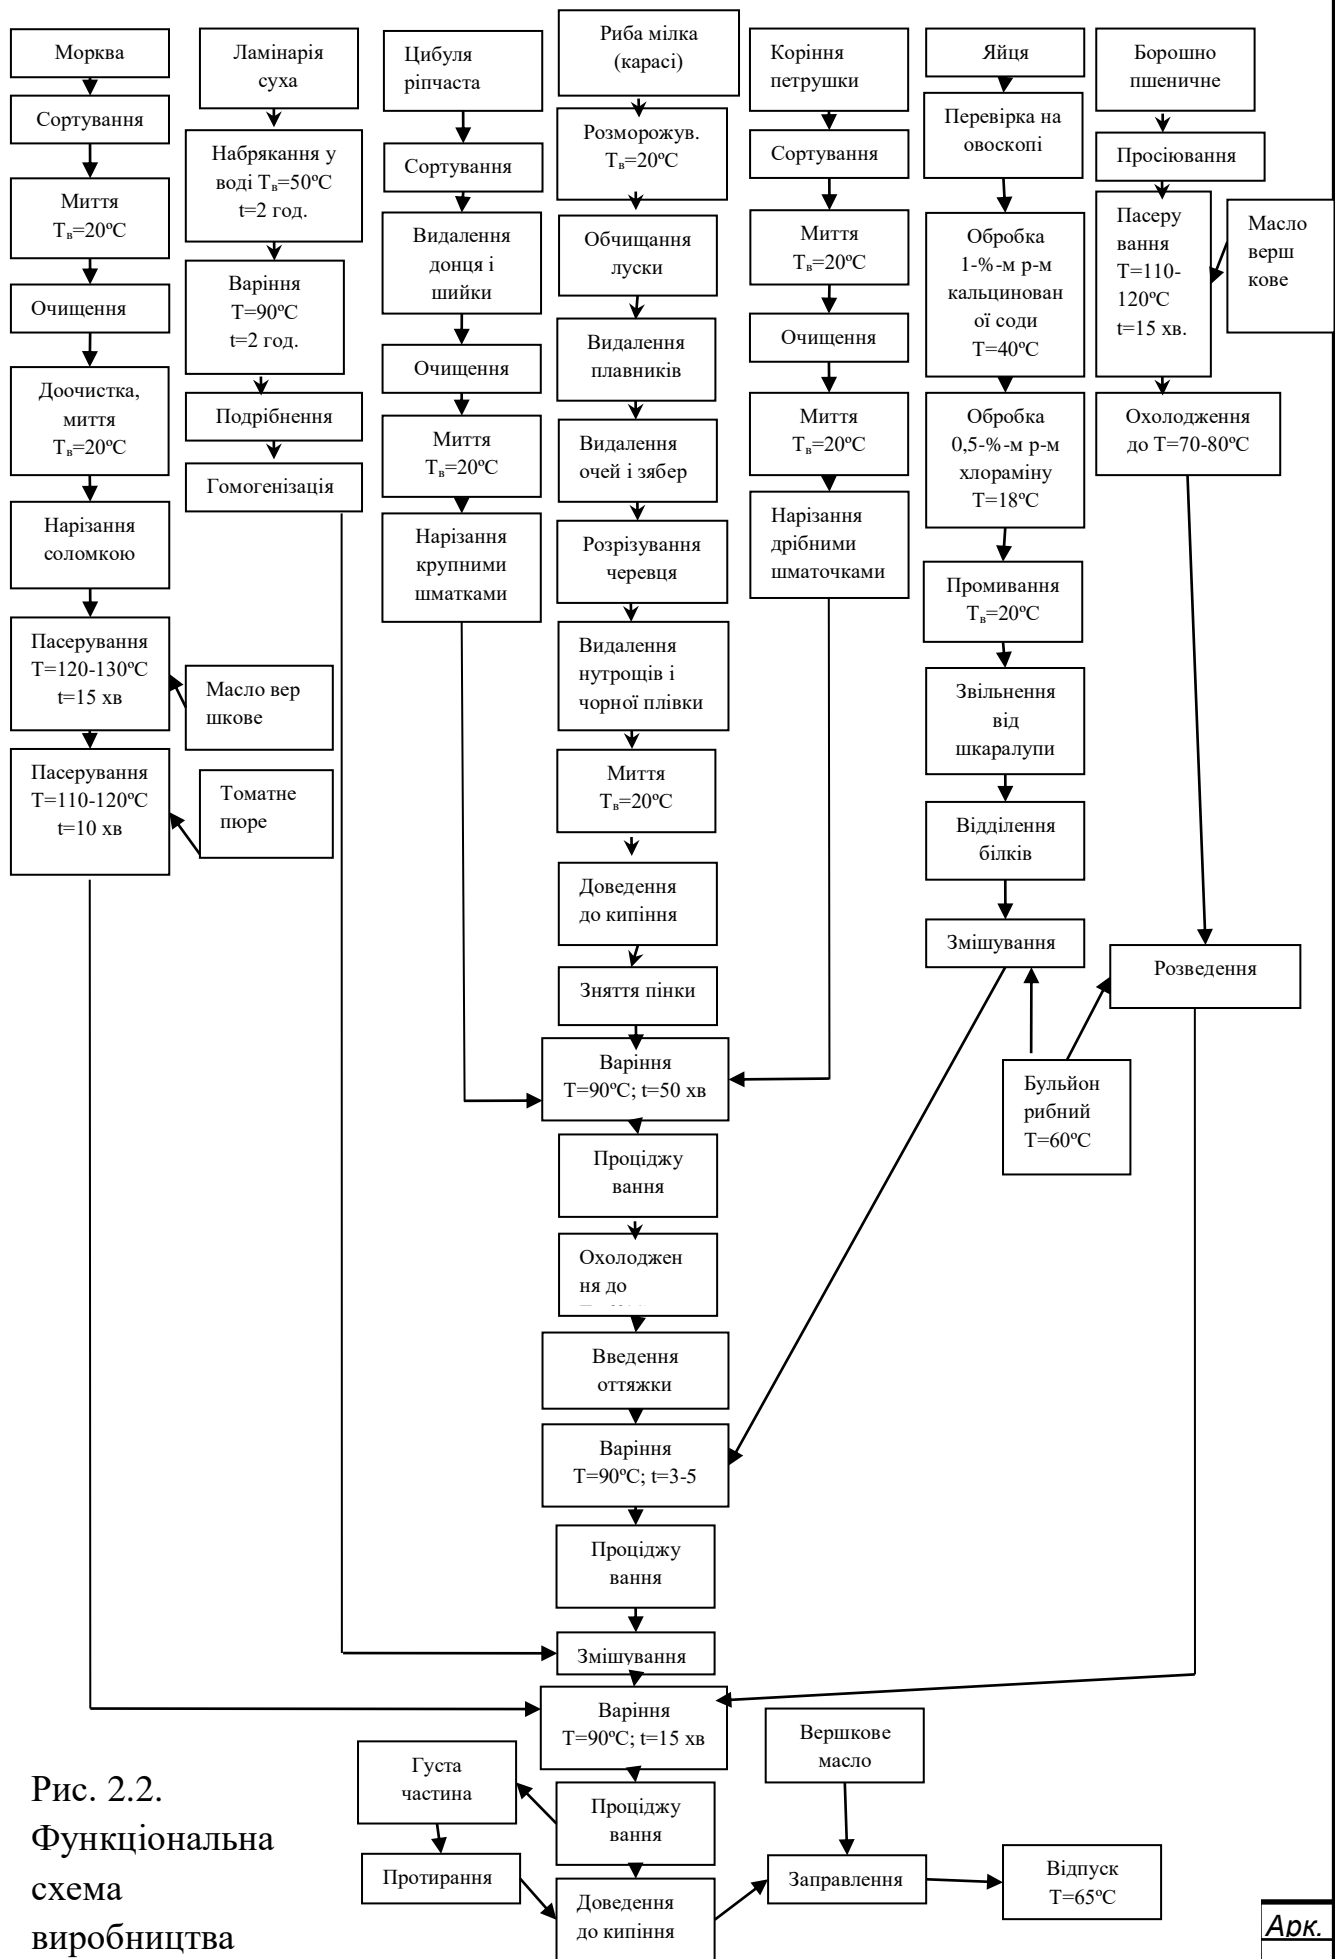 Морква
Сортування
Миття
Tв=20ºС
Очищення
Доочистка,
миття
Tв=20ºС
Нарізання
соломкою
Пасерування
Т=120-130ºС
t=15 хв
Масло вер
шкове
Пасерування
Т=110-120ºС
t=10 хв
Томатне
пюре
Ламінарія
суха
Набрякання у
воді Tв=50ºС
t=2 год.
Варіння
Т=90ºС
t=2 год.
Подрібнення
Гомогенізація
Цибуля
ріпчаста
Сортування
Видалення
донця і
шийки
Очищення
Миття
Tв=20ºС
Нарізання
крупними
шматками
Риба мілка
(карасі)
Розморожув.
Tв=20ºС
Обчищання
луски
Видалення
плавників
Видалення
очей і зябер
Розрізування
черевця
Видалення
нутрощів і
чорної плівки
Миття
Tв=20ºС
Доведення
до кипіння
Зняття пінки
Варіння
Т=90ºС; t=50 хв
Проціджу
вання
Охолоджен
ня до
Введення
оттяжки
Варіння
Т=90ºС; t=3-5
Проціджу
вання
Змішування
Варіння
Т=90ºС; t=15 хв
Проціджу
вання
Доведення
до кипіння
Коріння
петрушки
Сортування
Миття
Tв=20ºС
Очищення
Миття
Tв=20ºС
Нарізання
дрібними
шматочками
Яйця
Перевірка на
овоскопі
Обробка
1-%-м р-м
кальцинован
ої соди
Т=40ºС
Обробка
0,5-%-м р-м
хлораміну
Т=18ºС
Промивання
Tв=20ºС
Звільнення
від
шкаралупи
Відділення
білків
Змішування
Борошно
пшеничне
Просіювання
Пасеру
вання
Т=110-
120ºС
t=15 хв.
Масло
верш
кове
Охолодження
до Т=70-80ºС
Розведення
Бульйон
рибний
Т=60ºС
Густа
частина
Протирання
Вершкове
масло
Заправлення
Відпуск
Т=65ºС
Рис. 2.2.
Функціональна
схема
виробництва
Арк.